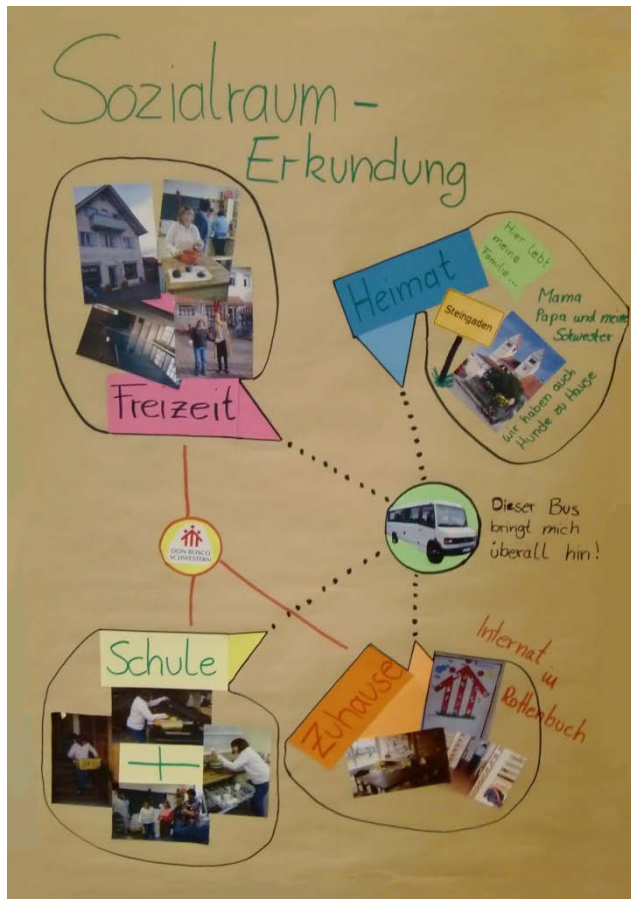 Sozialraum-
Erkundung
Hier lebt
meine
Familie...
Heimat
Mama
Papa und meine
Schwester
Steingaden
wir haben auch
Hunde zu Hause
Freizeit
Dieser Bus
bringt mich
überall hin!
DON BOSCO
SCHWESTERN
Schule
+
Zuhause
Internat
in
Rottenbuch